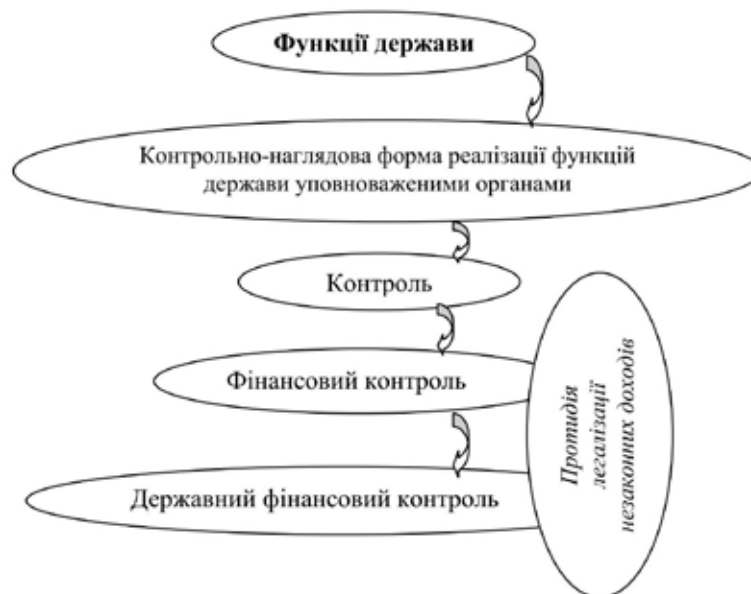 Функції держави
Контрольно-наглядова форма реалізації функцій
держави уповноваженими органами
Контроль
Фінансовий контроль
Державний фінансовий контроль
Протидія
легалізації
незаконних доходів